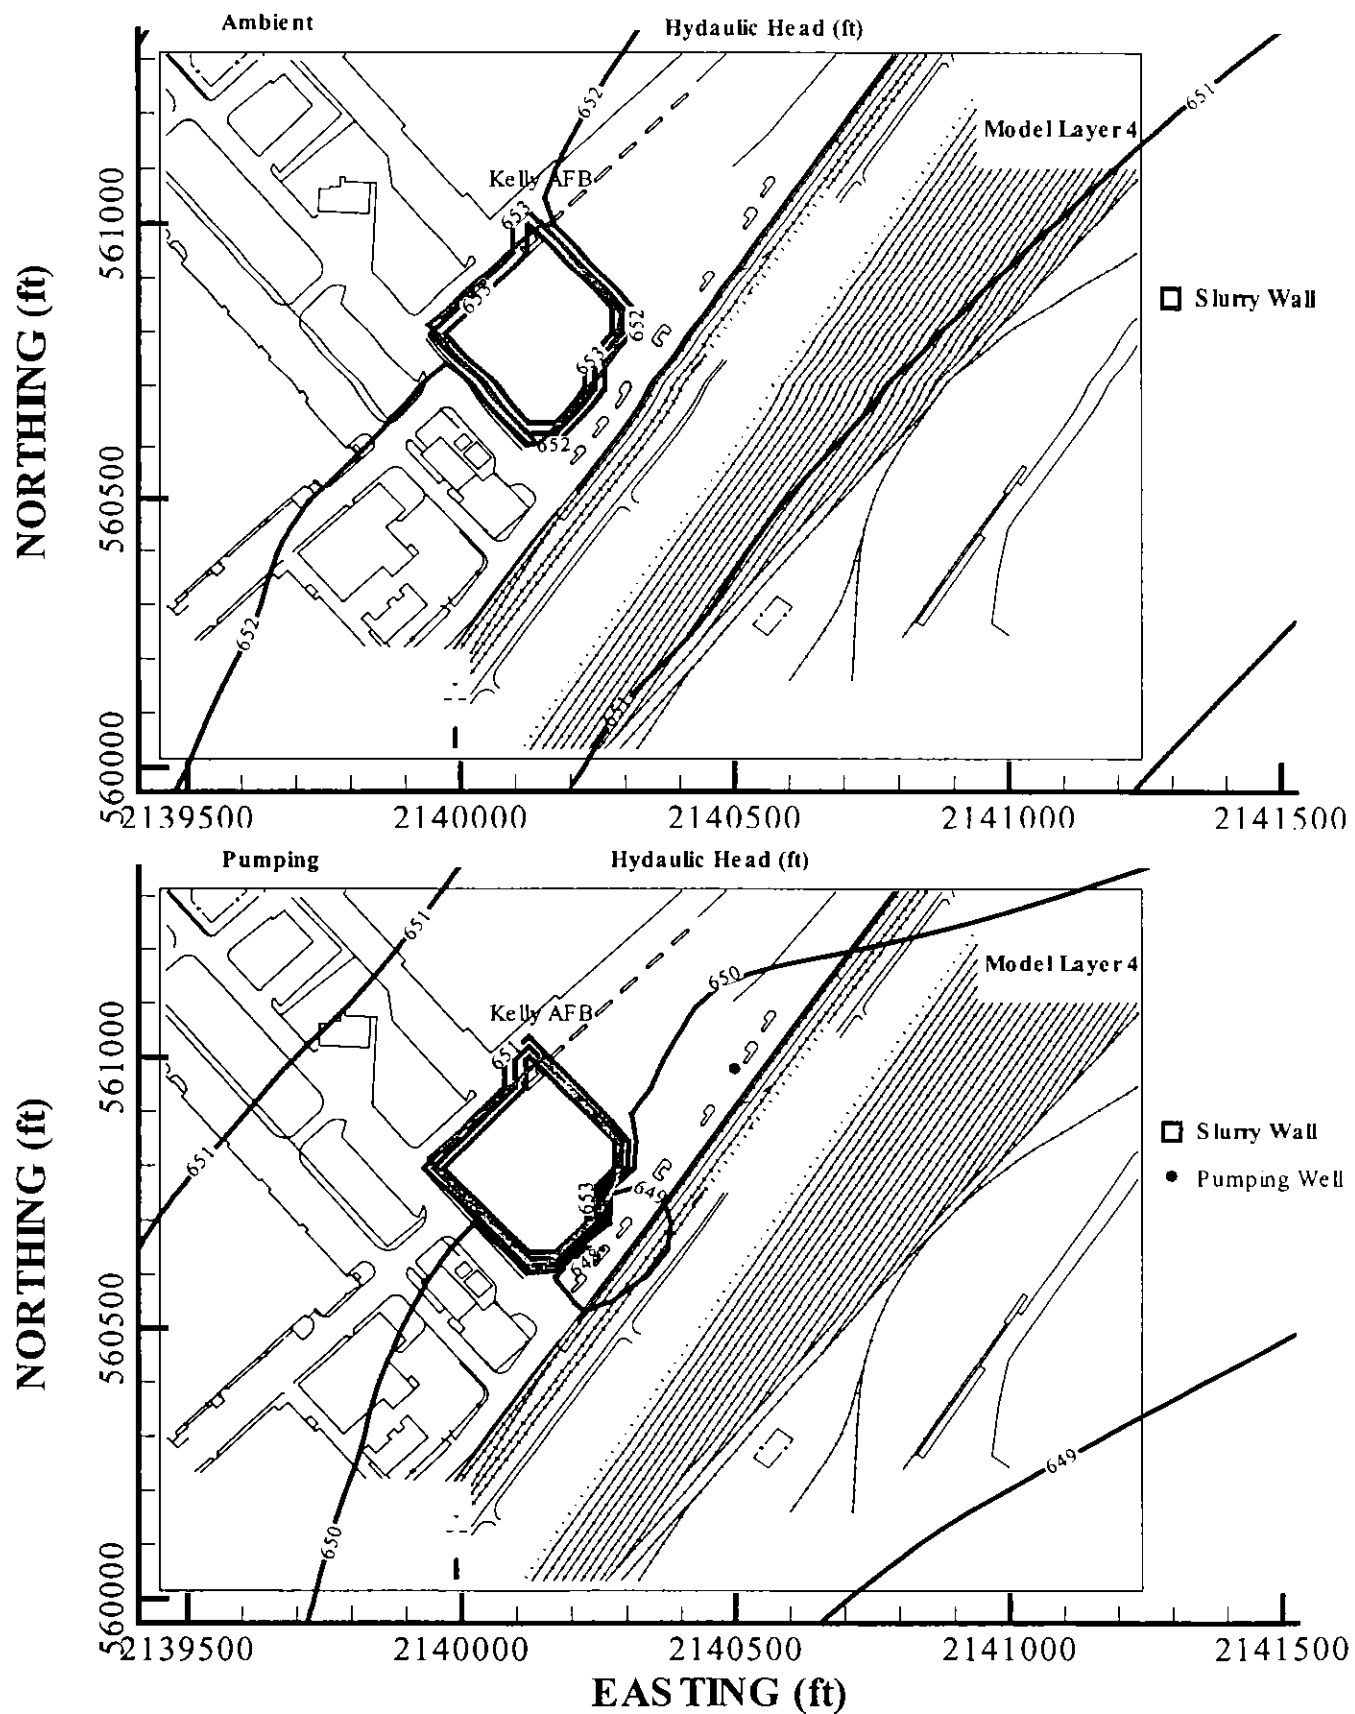 Ambient
Hydaulic Head (ft)
652
651
Model Layer 4
Kelly AFB
653
653
652
653
652
Slurry Wall
652
651
NORTHING (ft)
561000
560500
560000
2139500 2140000 2140500 2141000 2141500
Pumping
Hydaulic Head (ft)
651
650
Model Layer 4
Kelly AFB
651
651
649
653
648
Slurry Wall
Pumping Well
650
649
NORTHING (ft)
561000
560500
560000
2139500 2140000 2140500 2141000 2141500
EASTING (ft)